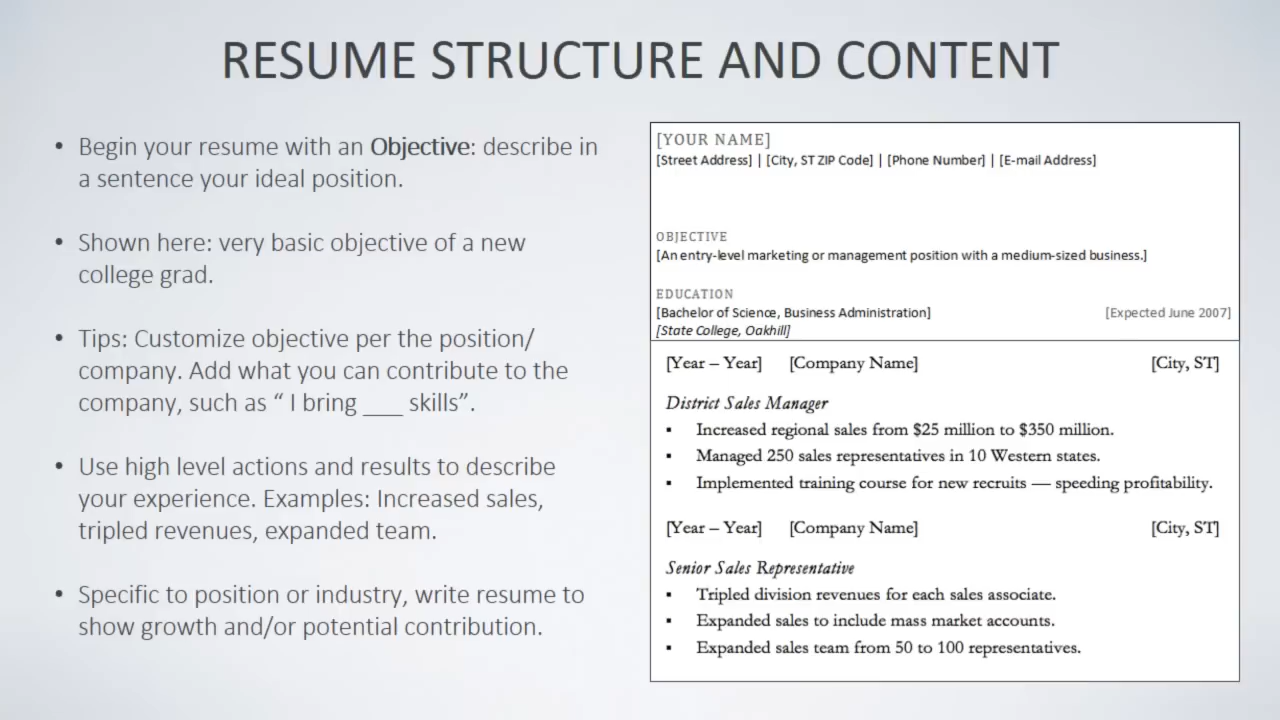 RESUME STRUCTURE AND CONTENT
• Begin your resume with an Objective: describe in
a sentence your ideal position.
• Shown here: very basic objective of a new
college grad.
• Tips: Customize objective per the position/
company. Add what you can contribute to the
company, such as “ I bring ___ skills”.
• Use high level actions and results to describe
your experience. Examples: Increased sales,
tripled revenues, expanded team.
• Specific to position or industry, write resume to
show growth and/or potential contribution.
[YOUR NAME]
[Street Address] | [City, ST ZIP Code] | [Phone Number] | [E-mail Address]
OBJECTIVE
[An entry-level marketing or management position with a medium-sized business.]
EDUCATION
[Bachelor of Science, Business Administration] [Expected June 2007]
[State College, Oakhill]
[Year – Year] [Company Name] [City, ST]
District Sales Manager
▪ Increased regional sales from $25 million to $350 million.
▪ Managed 250 sales representatives in 10 Western states.
▪ Implemented training course for new recruits — speeding profitability.
[Year – Year] [Company Name] [City, ST]
Senior Sales Representative
▪ Tripled division revenues for each sales associate.
▪ Expanded sales to include mass market accounts.
▪ Expanded sales team from 50 to 100 representatives.